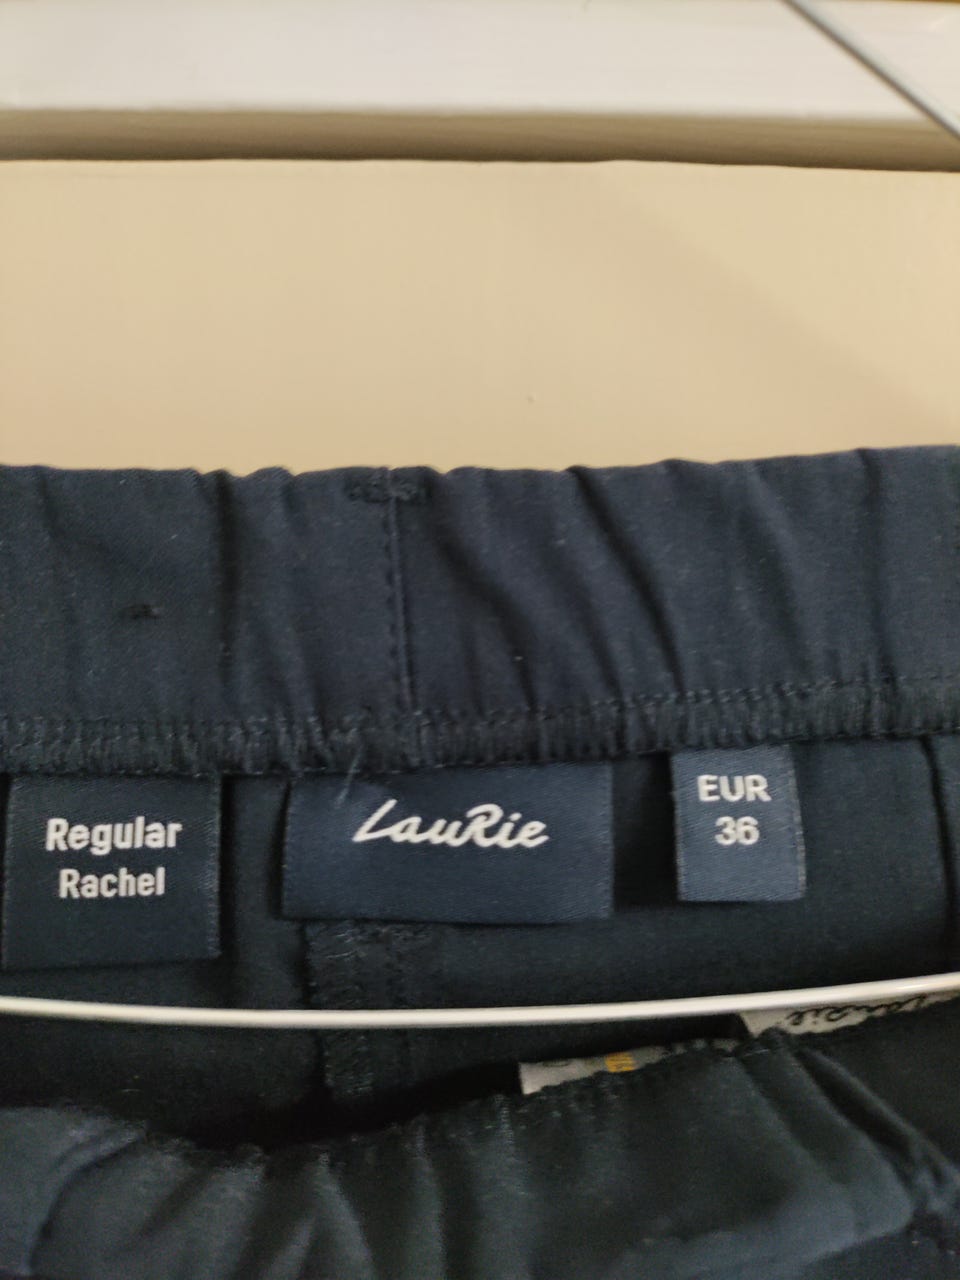 Regular
Rachel
LauRie
EUR
36